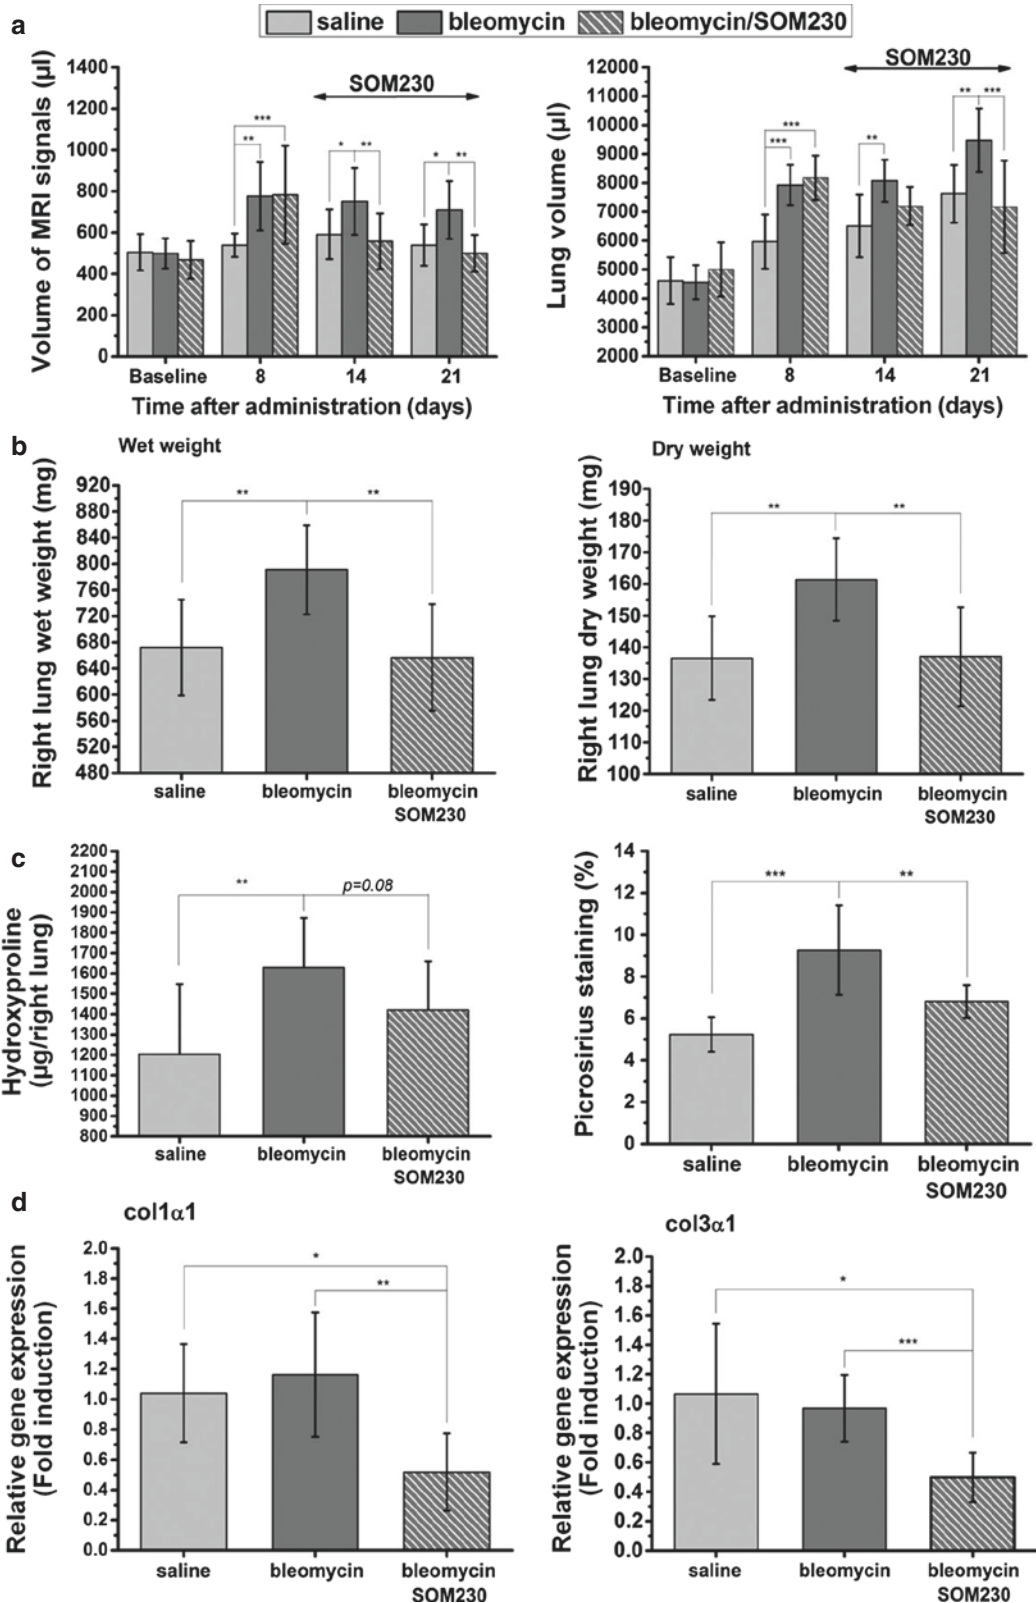 a
saline bleomycin bleomycin/SOM230
Volume of MRI signals (µl)
1400
1200
1000
800
600
400
200
0
SOM230
***
**
*
**
*
**
Baseline 8 14 21
Time after administration (days)
Lung volume (µl)
12000
11000
10000
9000
8000
7000
6000
5000
4000
3000
2000
SOM230
***
***
**
**
***
Baseline 8 14 21
Time after administration (days)
b
Wet weight
Right lung wet weight (mg)
920
880
840
800
760
720
680
640
600
560
520
480
**
**
saline bleomycin bleomycin
SOM230
Dry weight
Right lung dry weight (mg)
190
180
170
160
150
140
130
120
110
100
**
**
saline bleomycin bleomycin
SOM230
c
Hydroxyproline
(µg/right lung)
2200
2100
2000
1900
1800
1700
1600
1500
1400
1300
1200
1100
1000
900
800
**
p=0.08
saline bleomycin bleomycin
SOM230
Picrosirius staining (%)
14
12
10
8
6
4
2
0
***
**
saline bleomycin bleomycin
SOM230
d
col1α1
Relative gene expression
(Fold induction)
2.0
1.8
1.6
1.4
1.2
1.0
0.8
0.6
0.4
0.2
0.0
*
**
saline bleomycin bleomycin
SOM230
col3α1
Relative gene expression
(Fold induction)
2.0
1.8
1.6
1.4
1.2
1.0
0.8
0.6
0.4
0.2
0.0
*
***
saline bleomycin bleomycin
SOM230